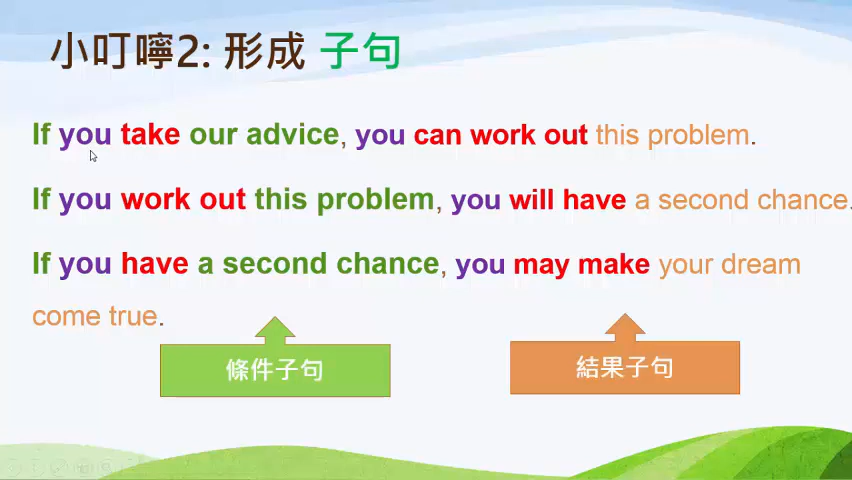 小叮嚀2: 形成 子句
If you take our advice, you can work out this problem.
If you work out this problem, you will have a second chance.
If you have a second chance, you may make your dream
come true.
條件子句
結果子句